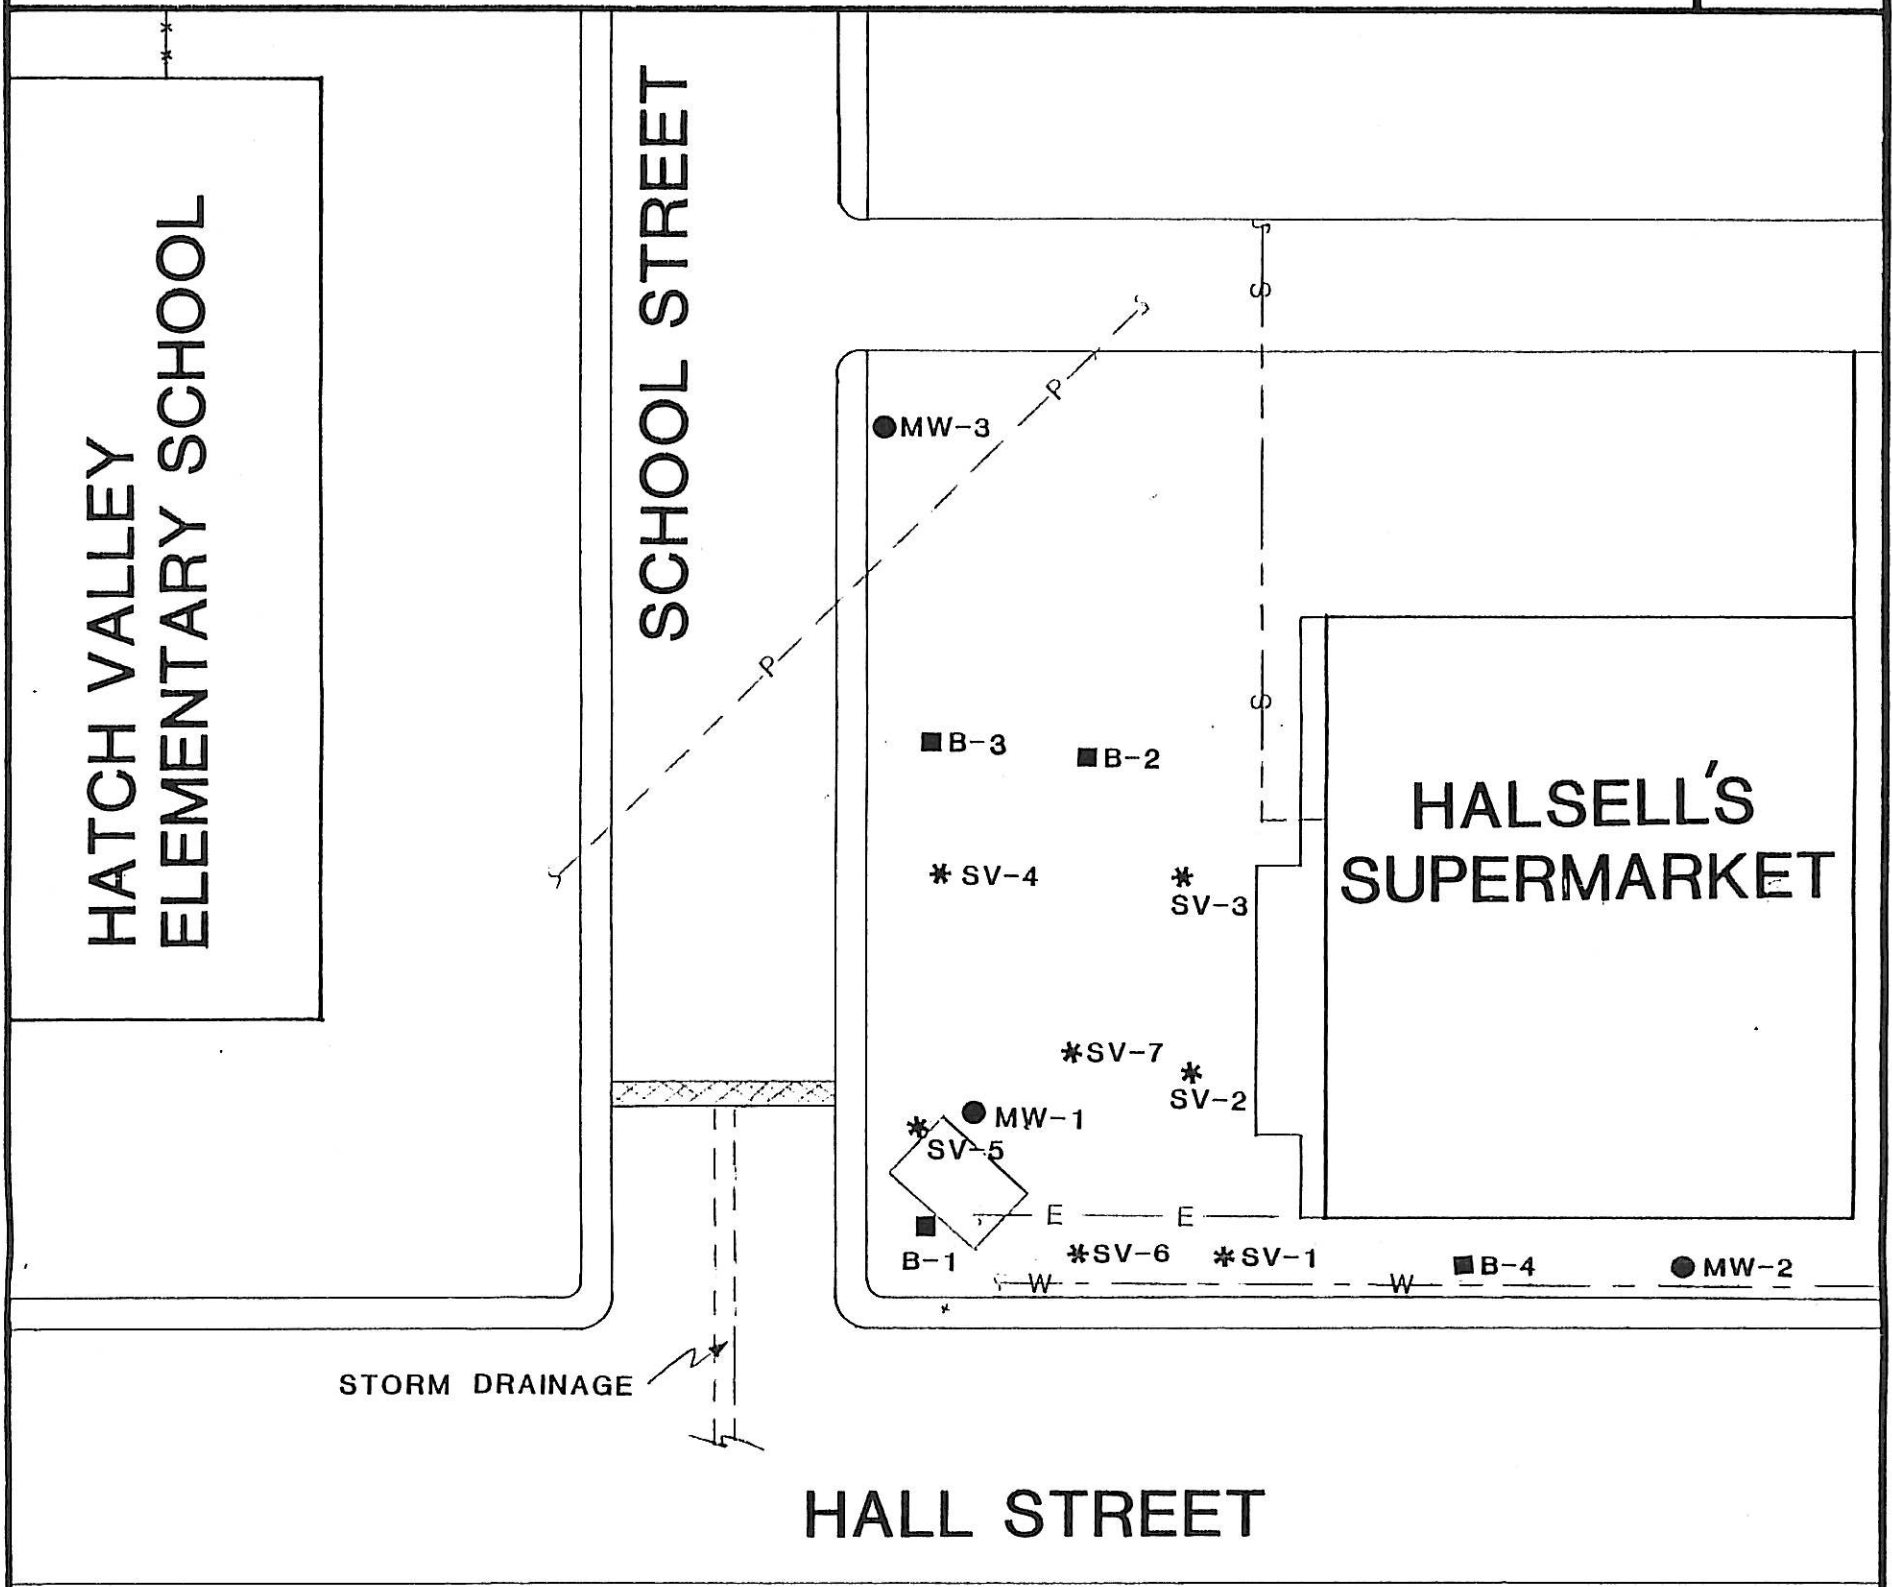 HATCH VALLEY
ELEMENTARY SCHOOL
SCHOOL STREET
S
P
MW-3
P
S
B-3
B-2
HALSELL'S
SUPERMARKET
SV-4
SV-3
SV-7
SV-2
MW-1
SV-5
E
E
B-1
SV-6
SV-1
B-4
MW-2
W
W
STORM DRAINAGE
HALL STREET